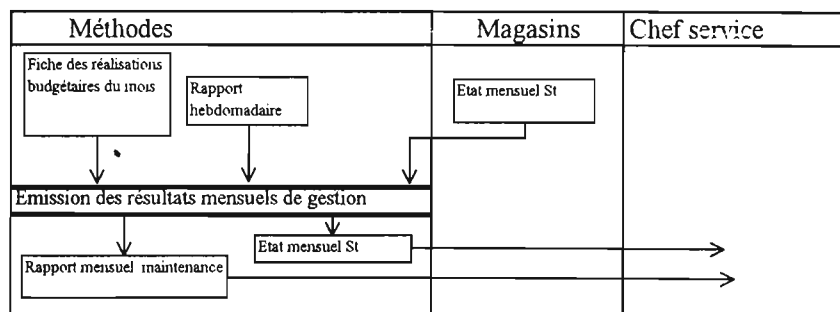 Méthodes
Magasins
Chef service
Fiche des réalisations
budgétaires du mois
Rapport
hebdomadaire
Etat mensuel St
Emission des résultats mensuels de gestion
Etat mensuel St
Rapport mensuel maintenance